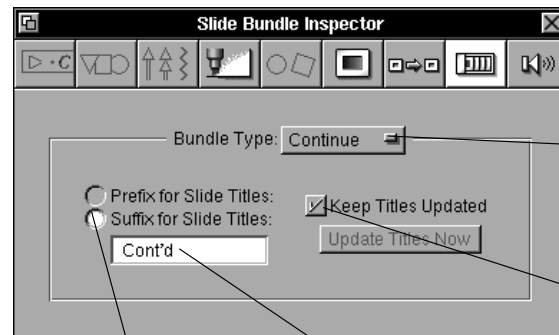 Slide Bundle Inspector
C
Bundle Type: Continue
Prefix for Slide Titles:
Suffix for Slide Titles:
Cont'd
Keep Titles Updated
Update Titles Now